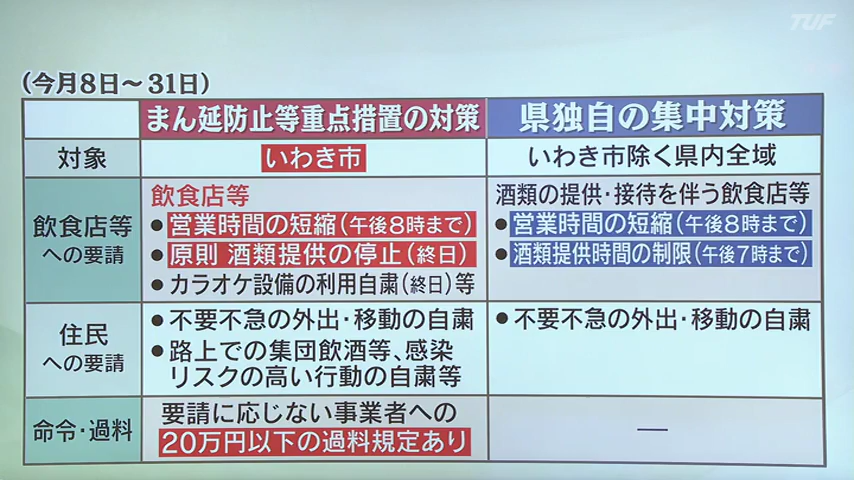 TUF
(今月8日〜31日)
まん延防止等重点措置の対策
県独自の集中対策
対象
いわき市
いわき市除く県内全域
飲食店等
への要請
飲食店等
●営業時間の短縮(午後8時まで)
●原則 酒類提供の停止(終日)
●カラオケ設備の利用自粛(終日)等
酒類の提供・接待を伴う飲食店等
●営業時間の短縮(午後8時まで)
●酒類提供時間の制限(午後7時まで)
住民
への要請
●不要不急の外出・移動の自粛
●路上での集団飲酒等、感染
リスクの高い行動の自粛等
●不要不急の外出・移動の自粛
命令・過料
要請に応じない事業者への
20万円以下の過料規定あり
―